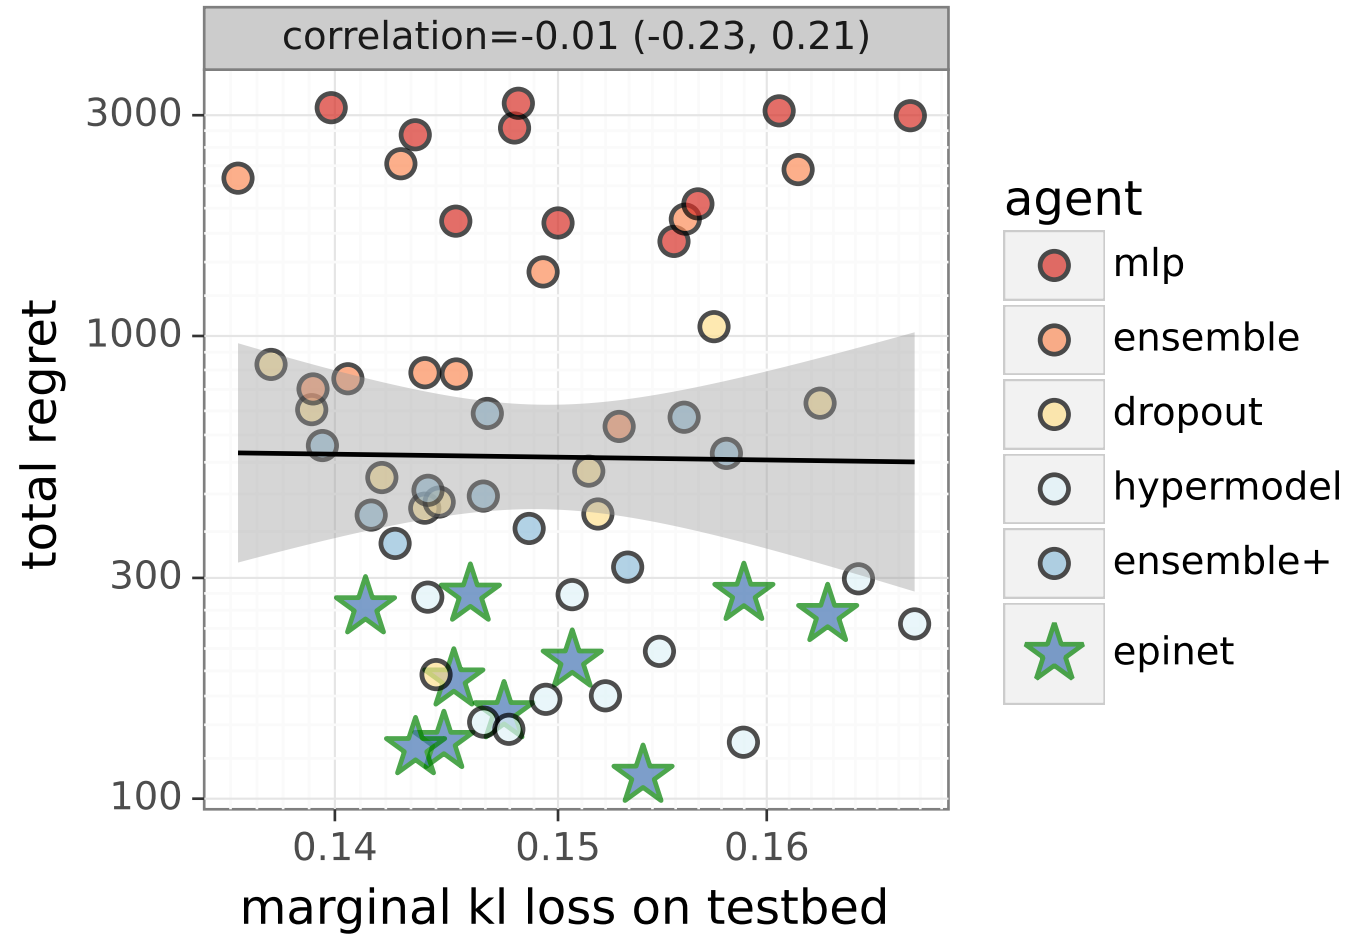 correlation=-0.01 (-0.23, 0.21)
3000
1000
300
100
total regret
0.14 0.15 0.16
marginal kl loss on testbed
agent
mlp
ensemble
dropout
hypermodel
ensemble+
epinet